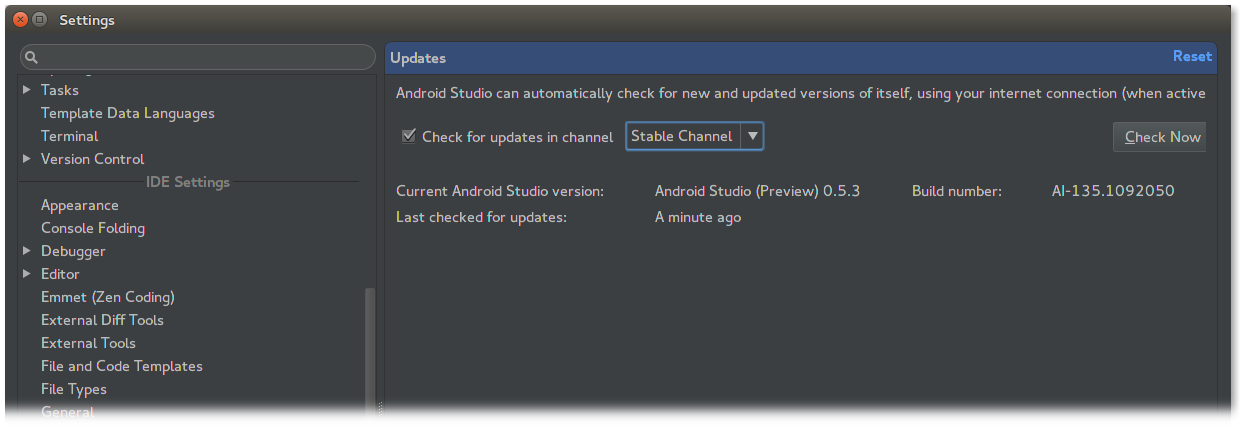 Settings
Tasks
Template Data Languages
Terminal
Version Control
IDE Settings
Appearance
Console Folding
Debugger
Editor
Emmet (Zen Coding)
External Diff Tools
External Tools
File and Code Templates
File Types
General
Updates
Reset
Android Studio can automatically check for new and updated versions of itself, using your internet connection (when active
Check for updates in channel Stable Channel Check Now
Current Android Studio version: Android Studio (Preview) 0.5.3 Build number: AI-135.1092050
Last checked for updates: A minute ago